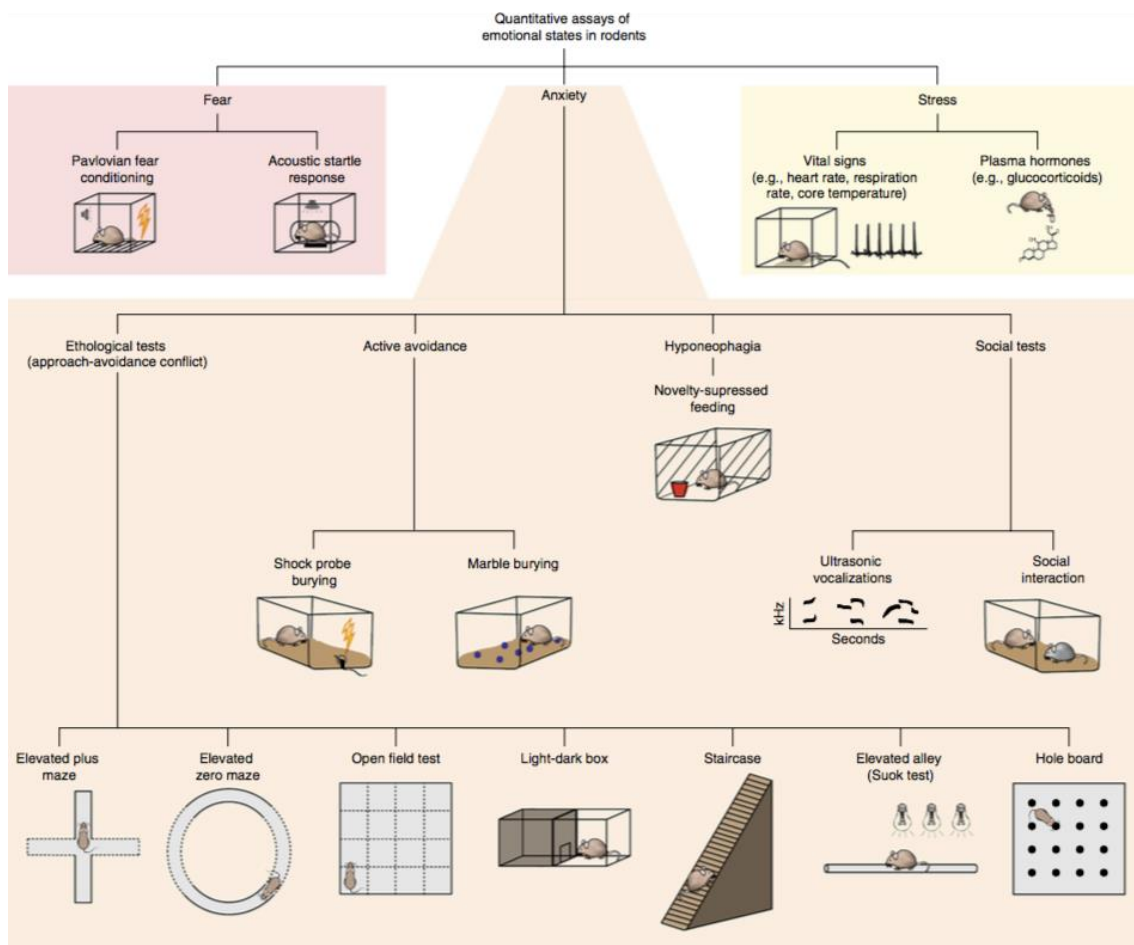 Quantitative assays of
emotional states in rodents
Fear
Anxiety
Stress
Pavlovian fear
conditioning
Acoustic startle
response
Vital signs
(e.g., heart rate, respiration
rate, core temperature)
Plasma hormones
(e.g., glucocorticoids)
Ethological tests
(approach-avoidance conflict)
Active avoidance
Hyponeophagia
Social tests
Novelty-supressed
feeding
Shock probe
burying
Marble burying
Ultrasonic
vocalizations
kHz
Seconds
Social
interaction
Elevated plus
maze
Elevated
zero maze
Open field test
Light-dark box
Staircase
Elevated alley
(Suok test)
Hole board